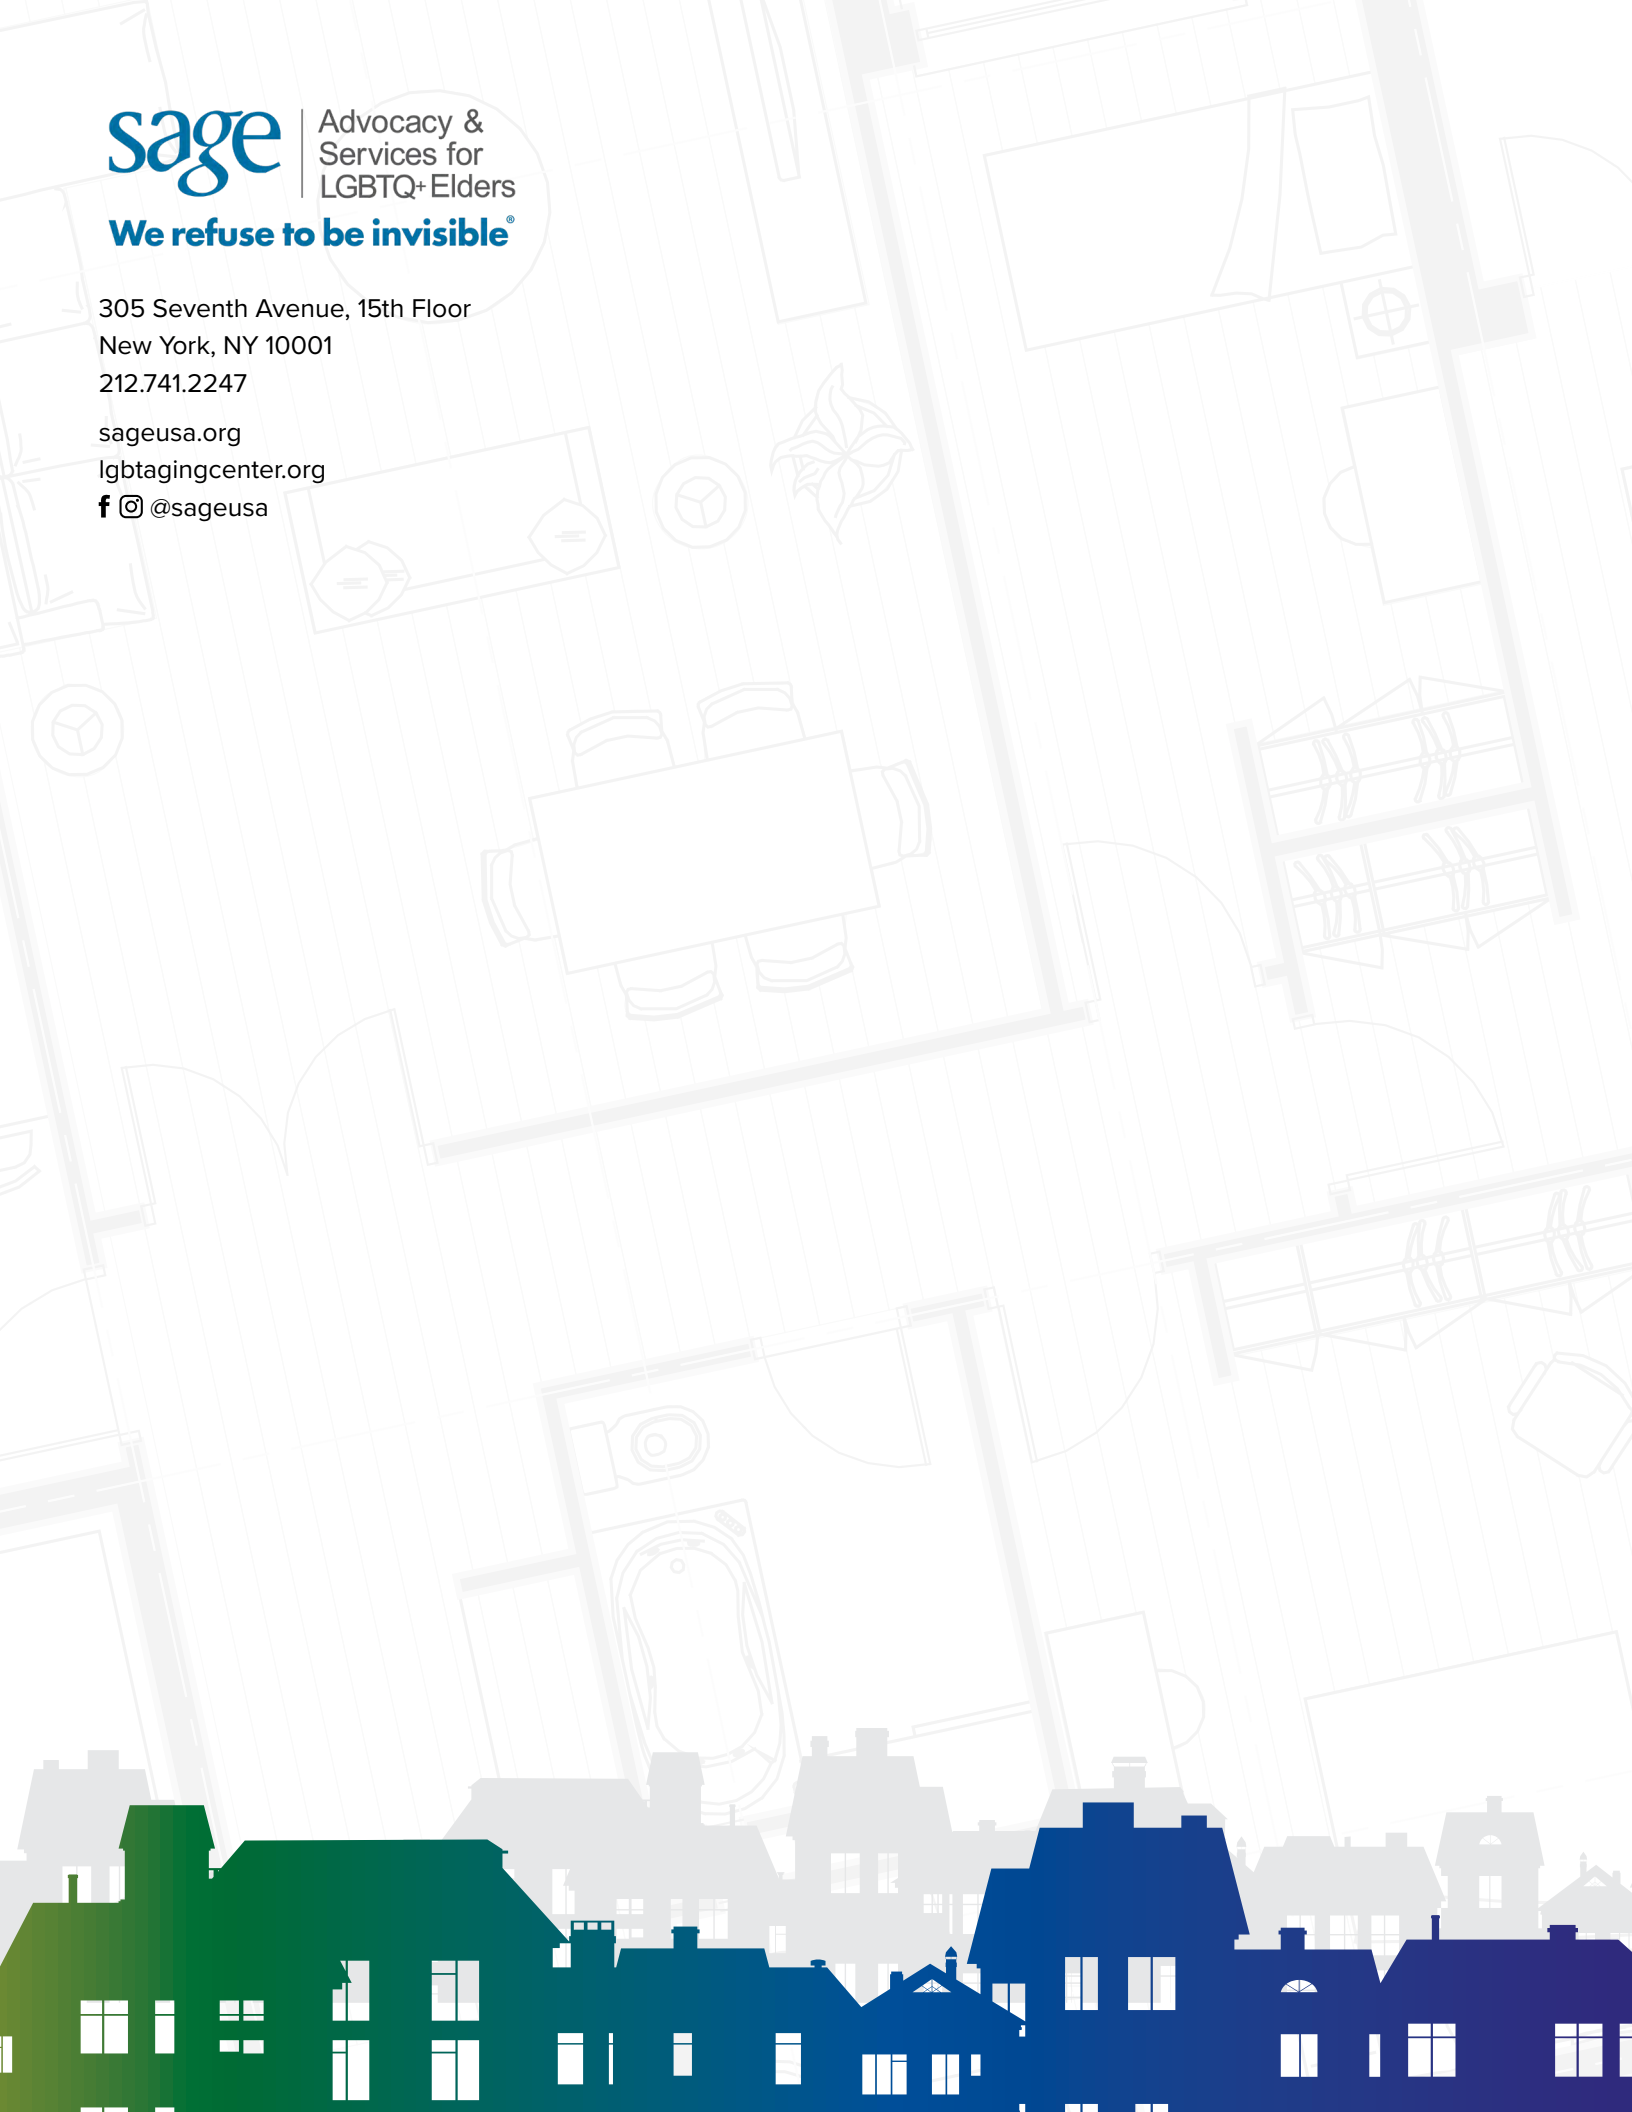 sage
Advocacy &
Services for
LGBTQ+ Elders
We refuse to be invisible®
305 Seventh Avenue, 15th Floor
New York, NY 10001
212.741.2247
sageusa.org
lgbtagingcenter.org
@sageusa